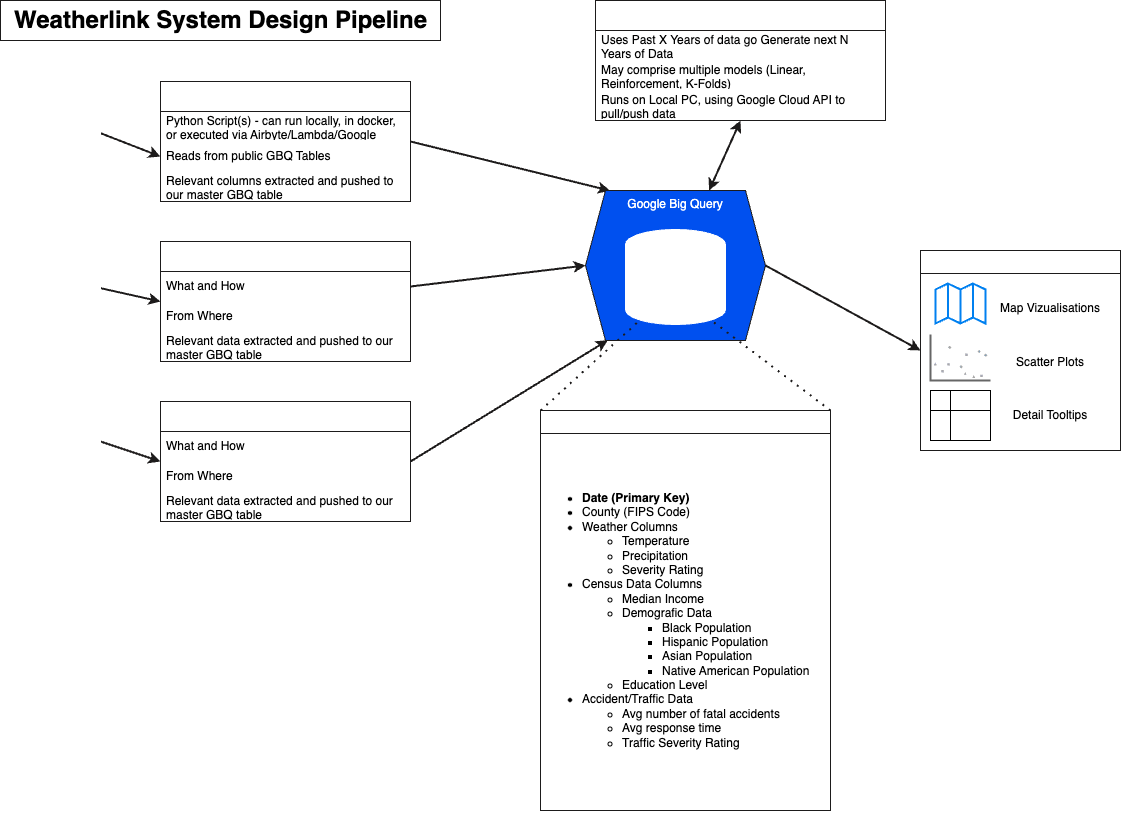 Weatherlink System Design Pipeline
Uses Past X Years of data go Generate next N
Years of Data
May comprise multiple models (Linear,
Reinforcement, K-Folds)
Runs on Local PC, using Google Cloud API to
pull/push data
Python Script(s) - can run locally, in docker,
or executed via Airbyte/Lambda/Google
Reads from public GBQ Tables
Relevant columns extracted and pushed to
our master GBQ table
What and How
From Where
Relevant data extracted and pushed to our
master GBQ table
What and How
From Where
Relevant data extracted and pushed to our
master GBQ table
Google Big Query
Map Vizualisations
Scatter Plots
Detail Tooltips
Date (Primary Key)
County (FIPS Code)
Weather Columns
Temperature
Precipitation
Severity Rating
Census Data Columns
Median Income
Demografic Data
Black Population
Hispanic Population
Asian Population
Native American Population
Education Level
Accident/Traffic Data
Avg number of fatal accidents
Avg response time
Traffic Severity Rating